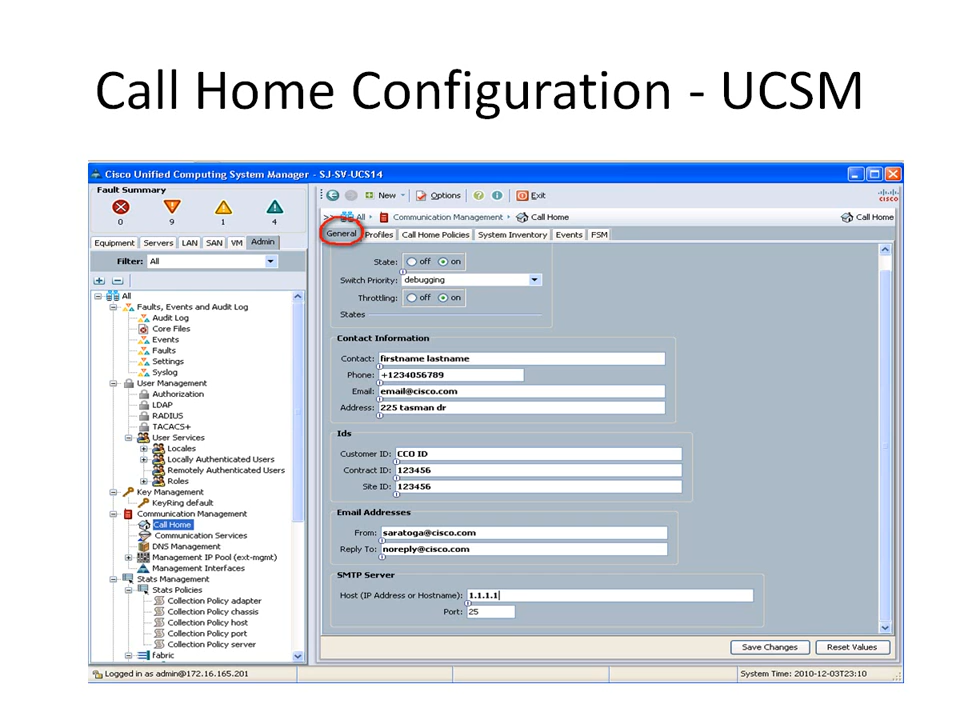 Call Home Configuration - UCSM
Cisco Unified Computing System Manager - SJ-SV-UCS14
Fault Summary
0 9 1 4
Equipment Servers LAN SAN VM Admin
Filter: All
All
Faults, Events and Audit Log
Audit Log
Core Files
Events
Faults
Settings
Syslog
User Management
Authorization
LDAP
RADIUS
TACACS+
User Services
Locales
Locally Authenticated Users
Remotely Authenticated Users
Roles
Key Management
KeyRing default
Communication Management
Call Home
Communication Services
DNS Management
Management IP Pool (ext-mgmt)
Management Interfaces
Stats Management
Stats Policies
Collection Policy adapter
Collection Policy chassis
Collection Policy host
Collection Policy port
Collection Policy server
fabric
New Options Exit
cisco
>> All Communication Management Call Home Call Home
General Profiles Call Home Policies System Inventory Events FSM
State: off on
Switch Priority: debugging
Throttling: off on
States
Contact Information
Contact: firstname lastname
Phone: +1234056789
Email: email@cisco.com
Address: 225 tasman dr
Ids
Customer ID: CCO ID
Contract ID: 123456
Site ID: 123456
Email Addresses
From: saratoga@cisco.com
Reply To: noreply@cisco.com
SMTP Server
Host (IP Address or Hostname): 1.1.1.1
Port: 25
Save Changes Reset Values
Logged in as admin@172.16.165.201 System Time: 2010-12-03T23:10